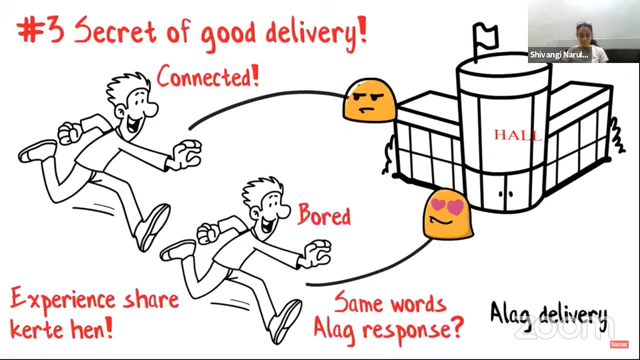 #3 Secret of good delivery!
Shivangi Narul...
Connected!
HALL
Bored
Experience share
kerte hen!
Same words
Alag response?
Alag delivery
zoom